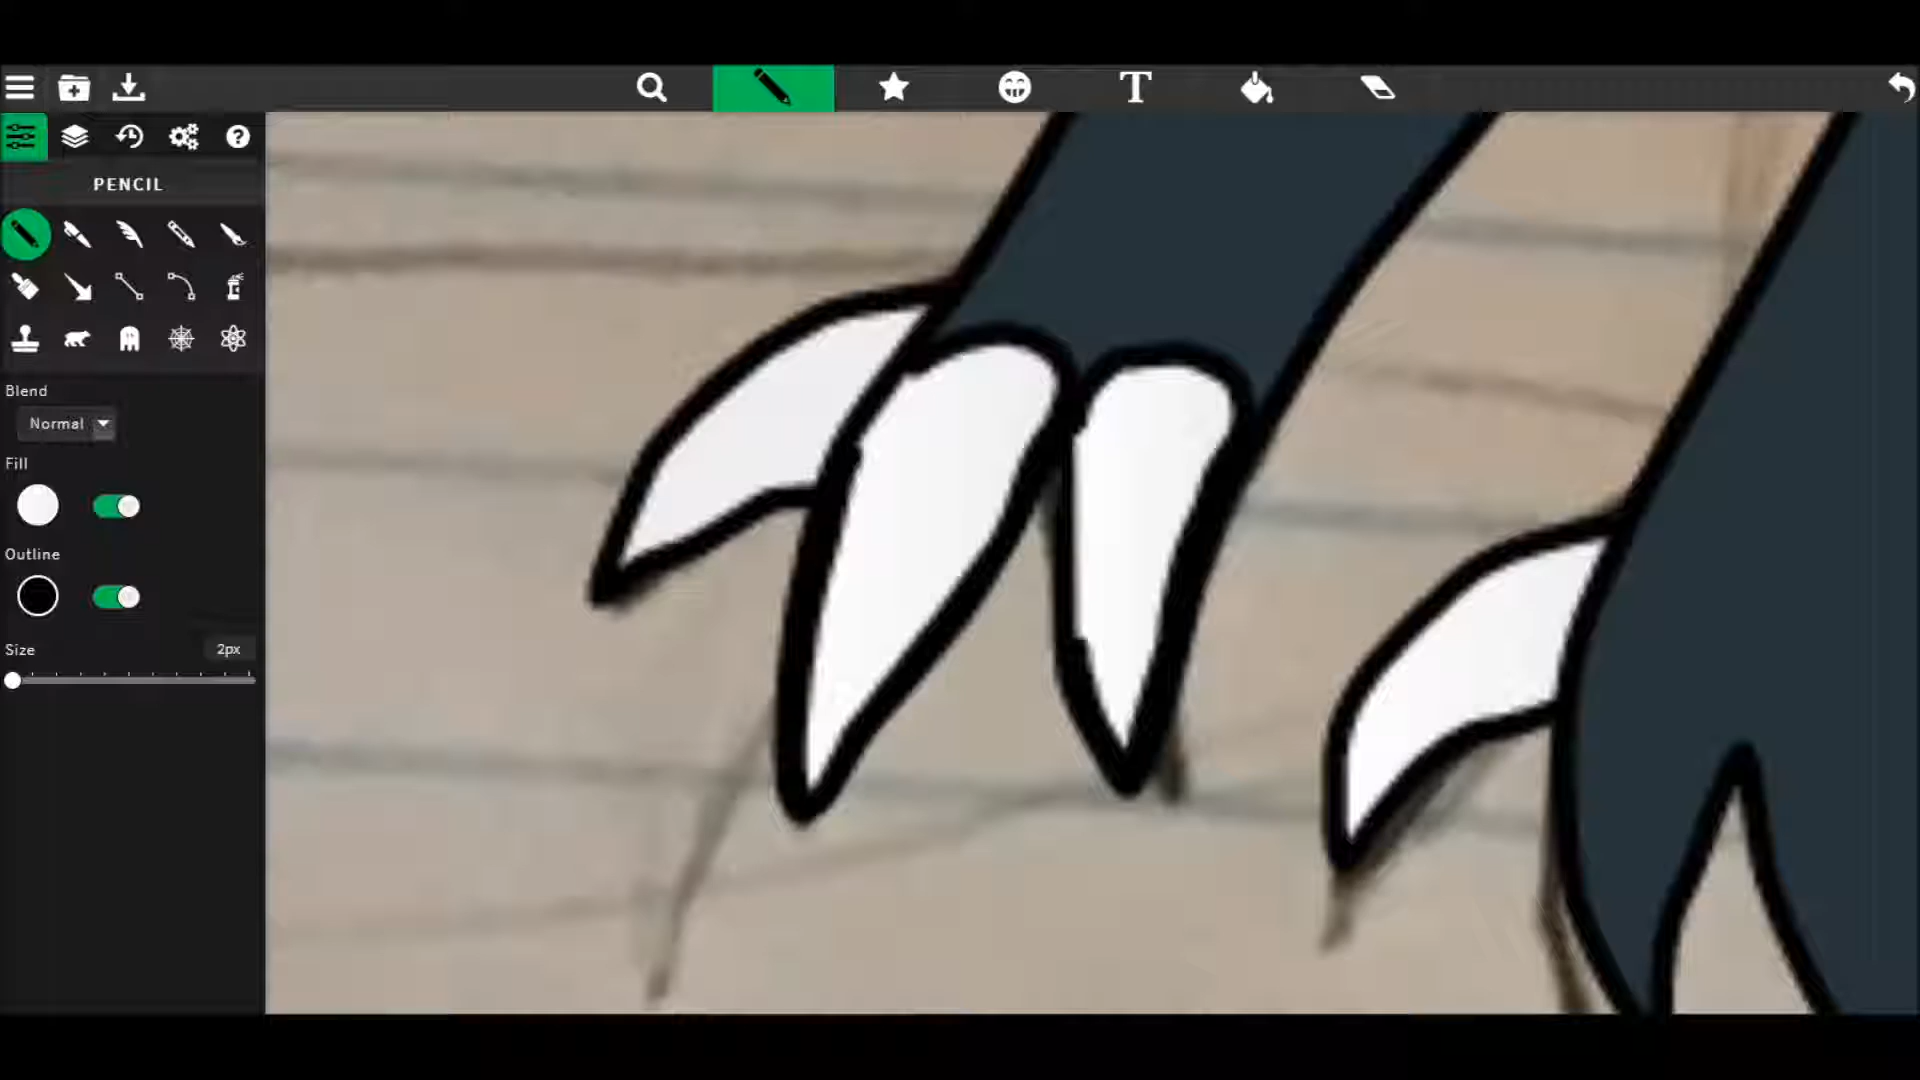 T
PENCIL
Blend
Normal
Fill
Outline
Size
2px